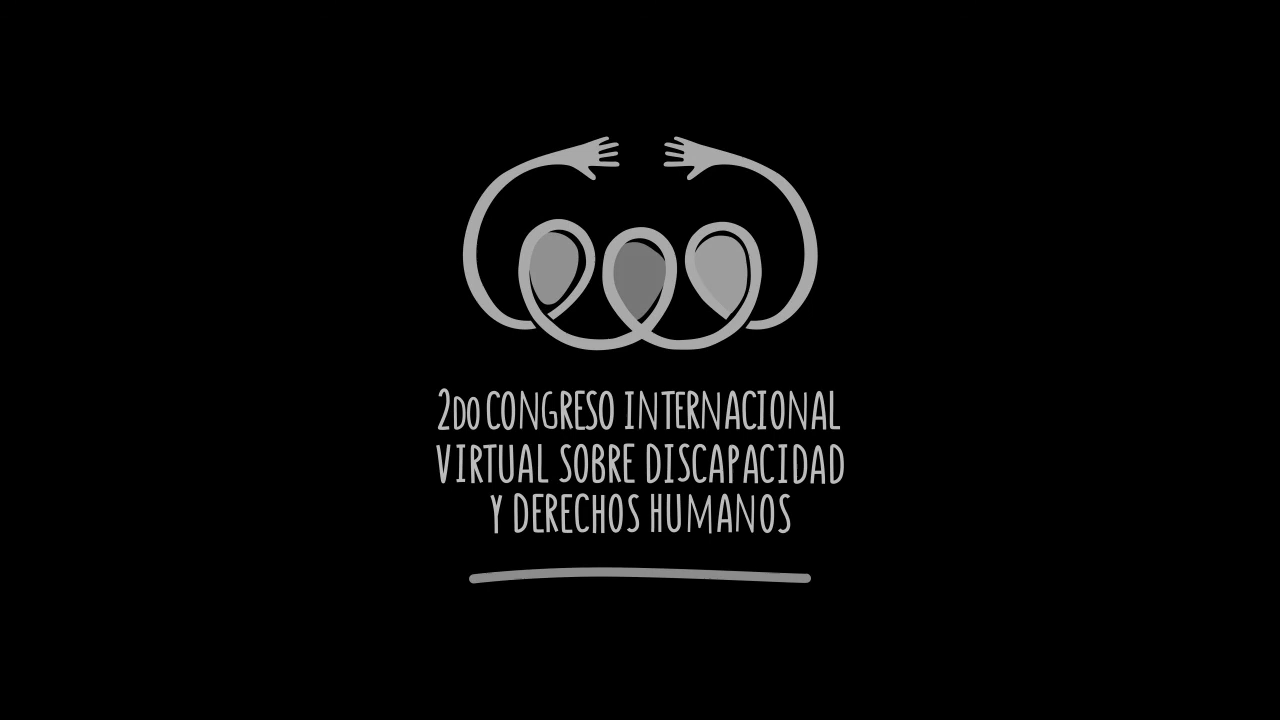 2DO CONGRESO INTERNACIONAL
VIRTUAL SOBRE DISCAPACIDAD
Y DERECHOS HUMANOS